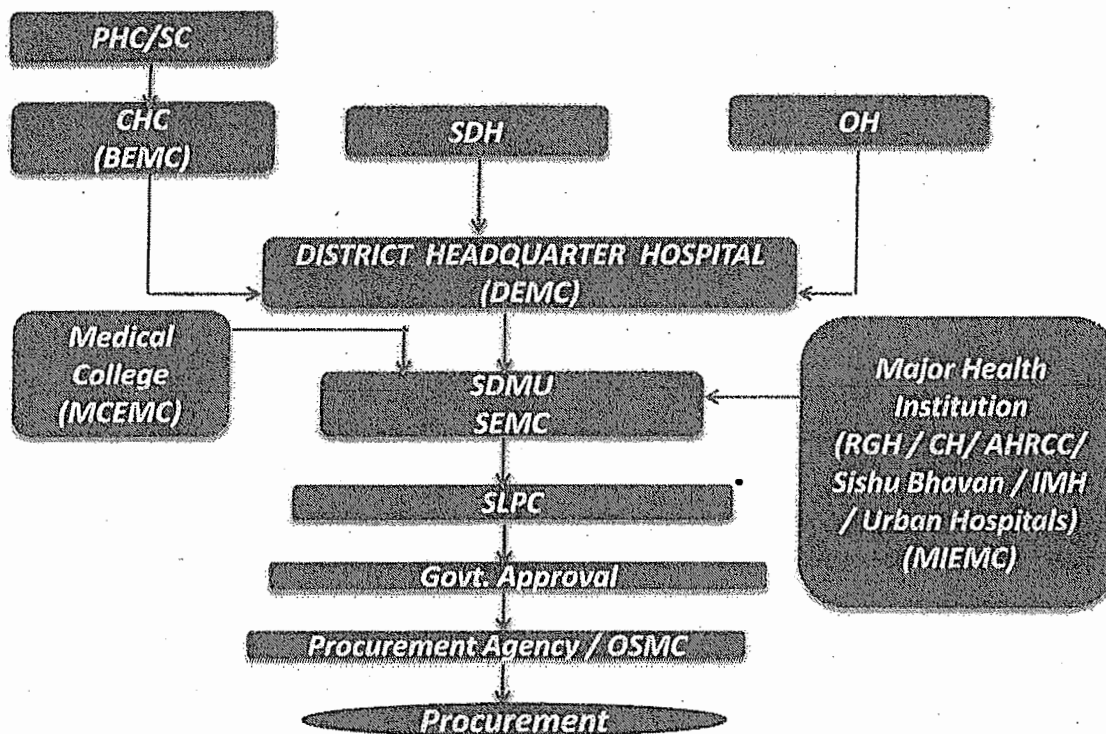 PHC/SC
CHC
(BEMC)
SDH
OH
DISTRICT HEADQUARTER HOSPITAL
(DEMC)
Medical
College
(MCEMC)
SDMU
SEMC
Major Health
Institution
(RGH / CH/ AHRCC/
Sishu Bhavan / IMH
/ Urban Hospitals)
(MIEMC)
SLPC
Govt. Approval
Procurement Agency / OSMC
Procurement